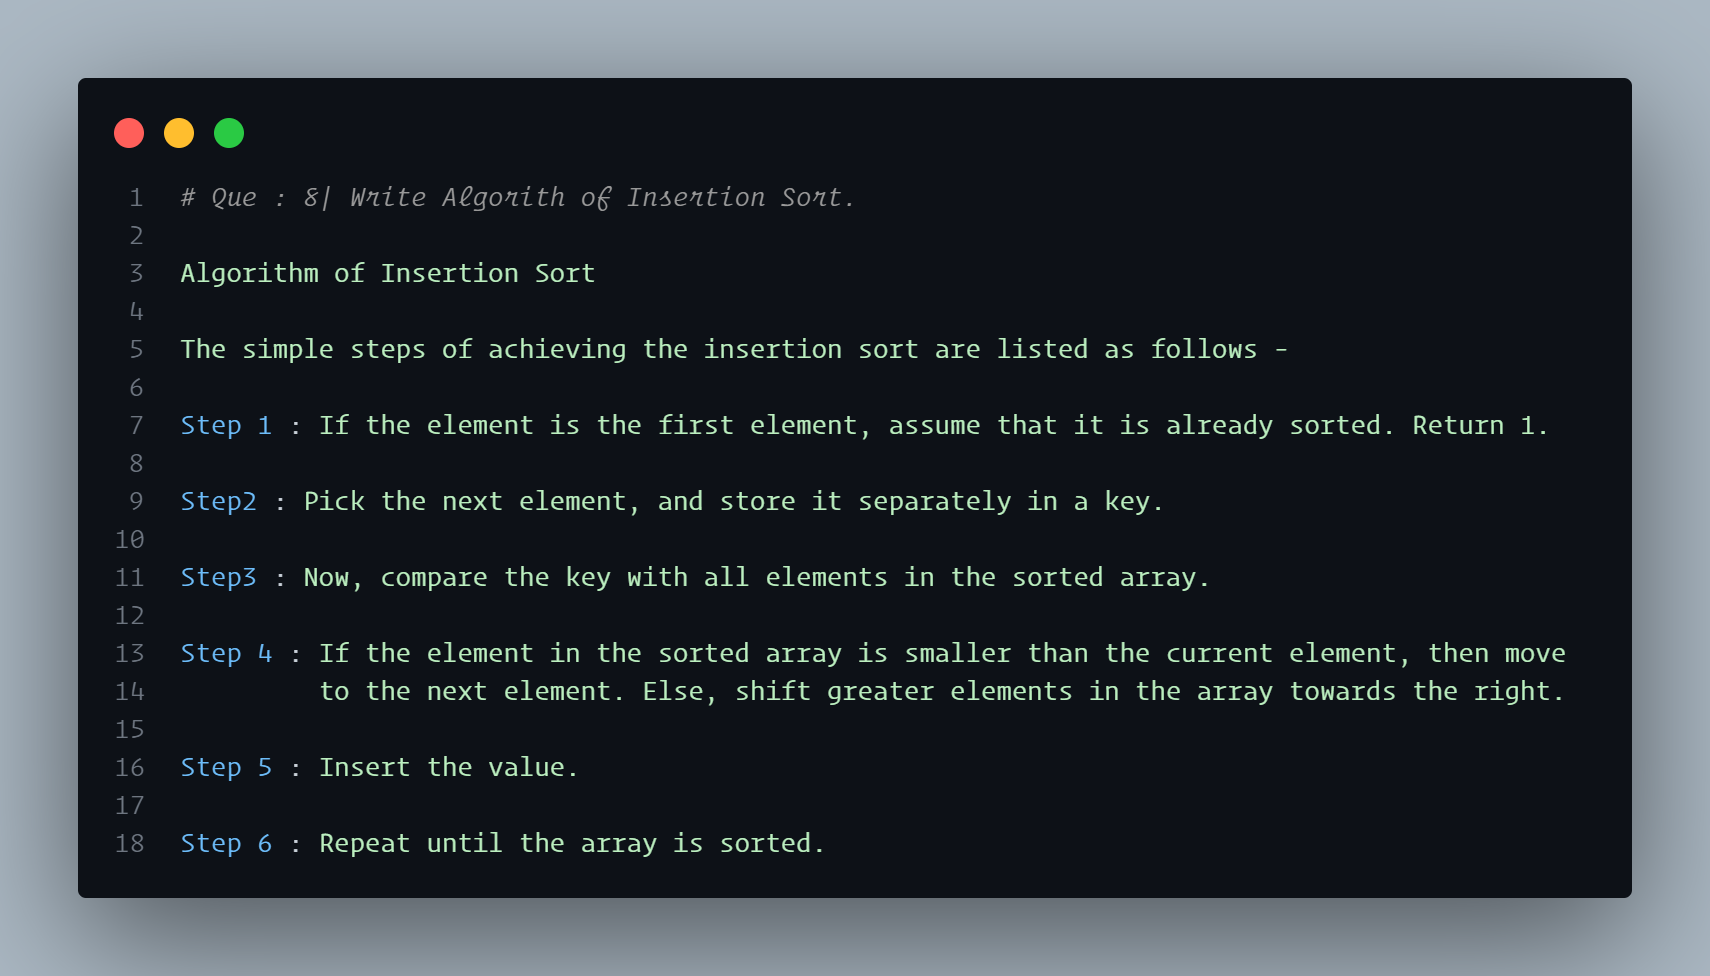 1 # Que : 8| Write Algorith of Insertion Sort.
2
3 Algorithm of Insertion Sort
4
5 The simple steps of achieving the insertion sort are listed as follows -
6
7 Step 1 : If the element is the first element, assume that it is already sorted. Return 1.
8
9 Step2 : Pick the next element, and store it separately in a key.
10
11 Step3 : Now, compare the key with all elements in the sorted array.
12
13 Step 4 : If the element in the sorted array is smaller than the current element, then move
14 to the next element. Else, shift greater elements in the array towards the right.
15
16 Step 5 : Insert the value.
17
18 Step 6 : Repeat until the array is sorted.